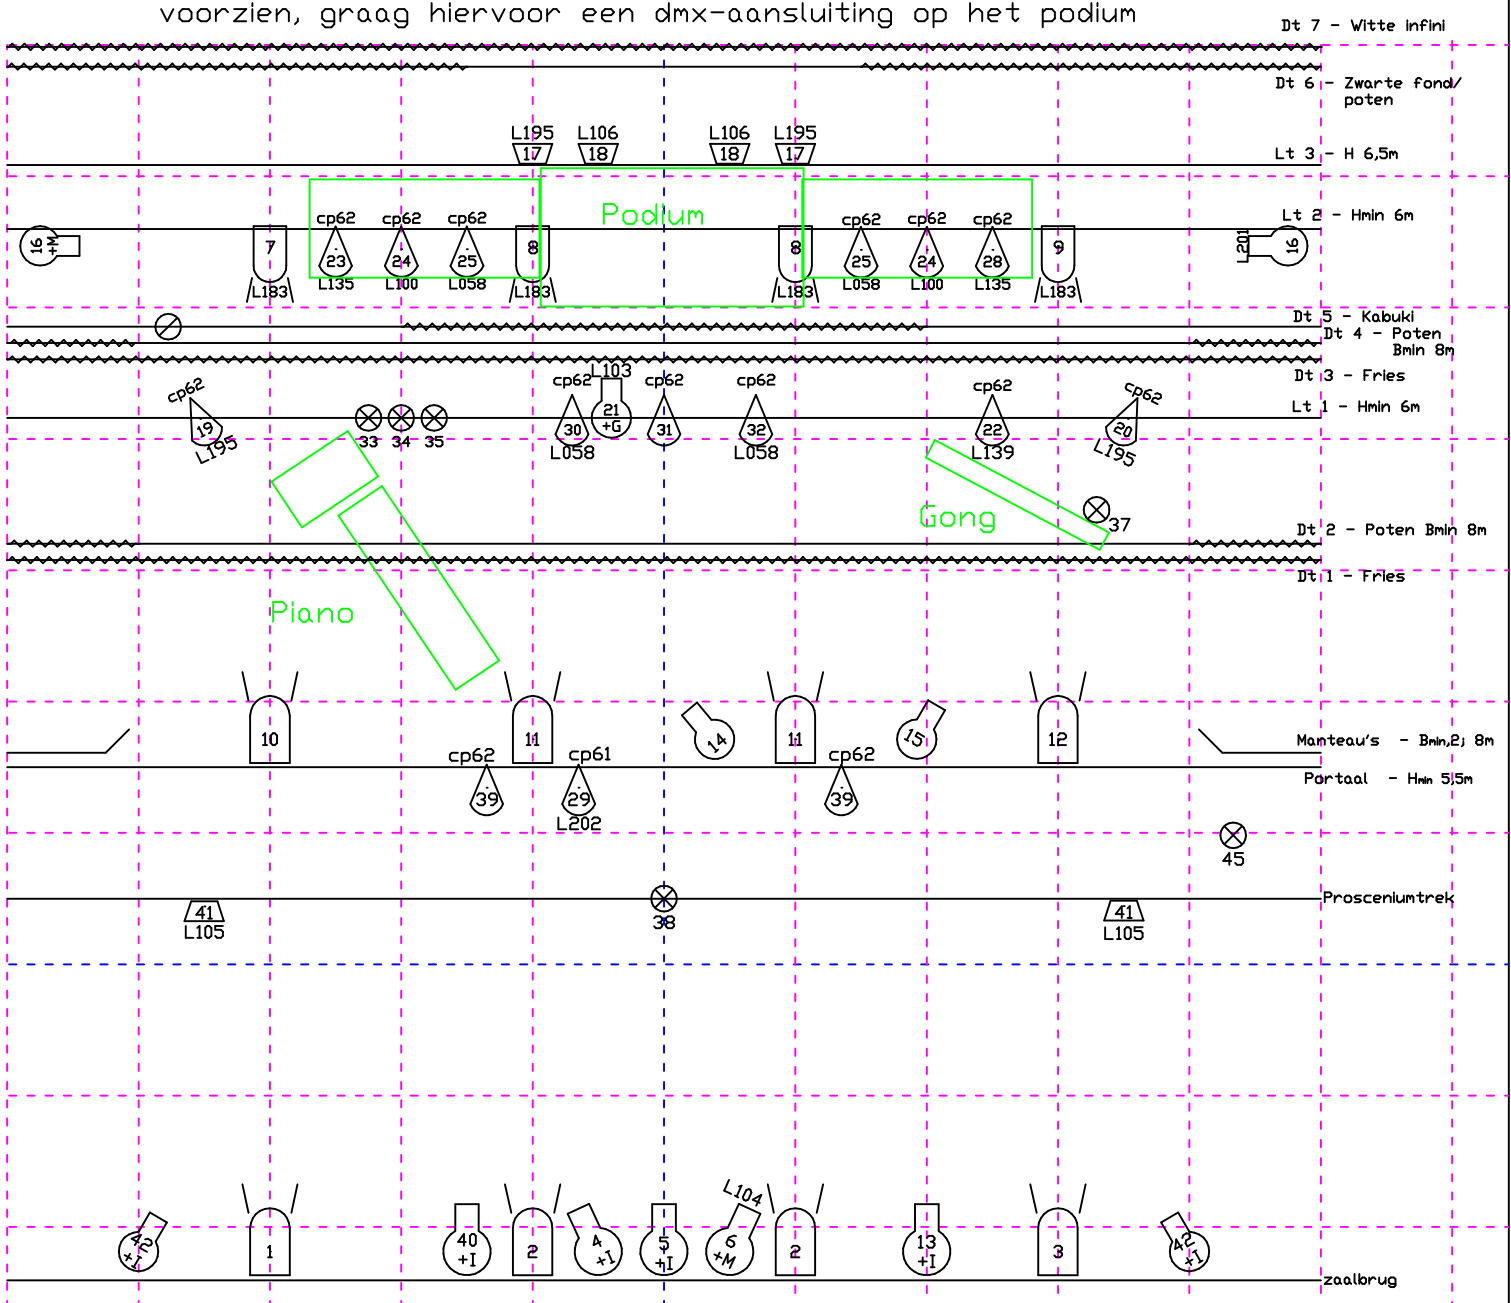 voorzien, graag hiervoor een dmx-aansluiting op het podium
Dt 7 - Witte infini
Dt 6 - Zwarte fond/
poten
L195 L106 L106 L195
17 18 18 17
Lt 3 - H 6,5m
Podium
Lt 2 - Hmin 6m
cp62 cp62 cp62 cp62 cp62 cp62
16 +M 7 23 24 25 8 8 25 24 28 9 L201 16
L183 L135 L100 L058 L183 L183 L058 L100 L135 L183
Dt 5 - Kabuki
Dt 4 - Poten
Bmin 8m
Dt 3 - Fries
L103
cp62 cp62 cp62 cp62 cp62 cp62
Lt 1 - Hmin 6m
19 33 34 35 30 21 +G 31 32 22 20
L195 L058 L058 L139 L195
Gong
37
Dt 2 - Poten Bmin 8m
Dt 1 - Fries
Piano
10 11 14 11 15 12
Manteau's - Bmin,2; 8m
cp62 cp61 cp62
Portaal - Hmin 5,5m
39 29 39
L202
45
Prosceniumtrek
41 38 41
L105 L105
L104
42 +I 1 40 +I 2 4 +I 5 +I 6 +M 2 13 +I 3 42 +I
zaalbrug